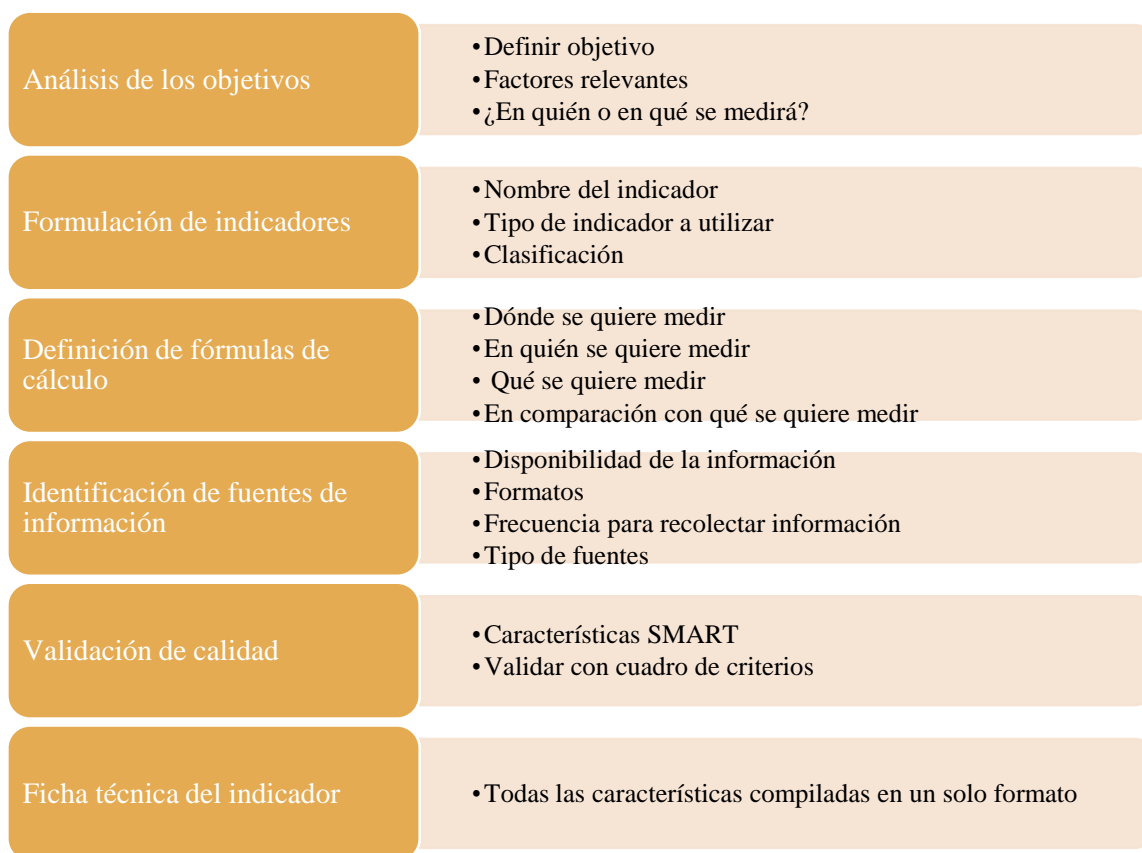 Análisis de los objetivos
•Definir objetivo
•Factores relevantes
•¿En quién o en qué se medirá?
Formulación de indicadores
•Nombre del indicador
•Tipo de indicador a utilizar
•Clasificación
Definición de fórmulas de
cálculo
•Dónde se quiere medir
•En quién se quiere medir
• Qué se quiere medir
•En comparación con qué se quiere medir
Identificación de fuentes de
información
•Disponibilidad de la información
•Formatos
•Frecuencia para recolectar información
•Tipo de fuentes
Validación de calidad
•Características SMART
•Validar con cuadro de criterios
Ficha técnica del indicador
•Todas las características compiladas en un solo formato